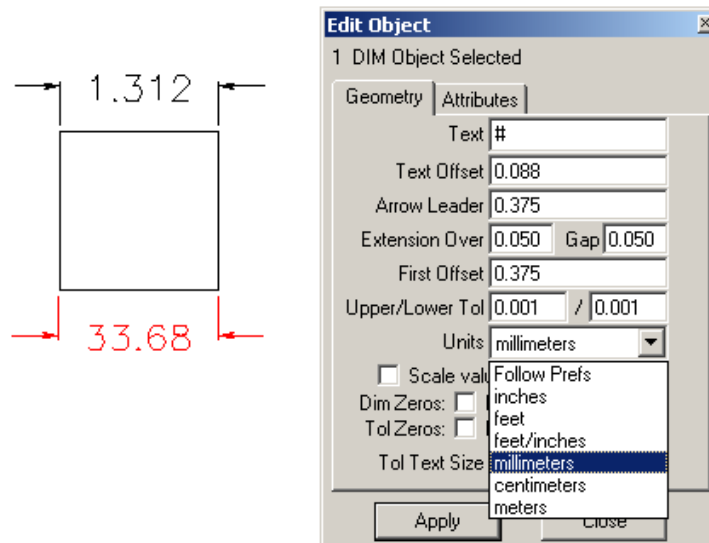 1.312
33.68
Edit Object
1 DIM Object Selected
Geometry Attributes
Text #
Text Offset 0.088
Arrow Leader 0.375
Extension Over 0.050 Gap 0.050
First Offset 0.375
Upper/Lower Tol 0.001 / 0.001
Units millimeters
Scale
Follow Prefs
inches
Dim Zeros:
feet
Tol Zeros:
feet/inches
Tol Text Size
millimeters
centimeters
meters
Apply Close